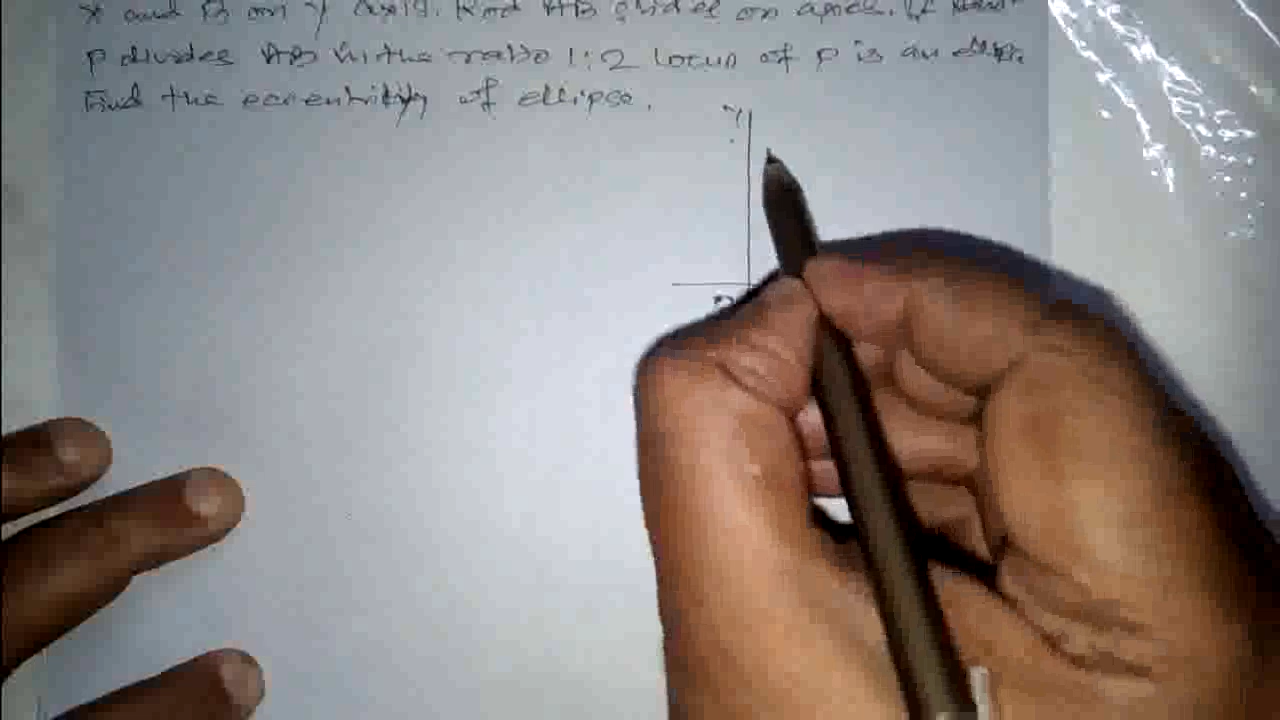 x and B on y axis. Rod AB slides on axes. If
P divides AB in the ratio 1:2 locus of P is an ellipse.
Find the eccentricity of ellipse.
y